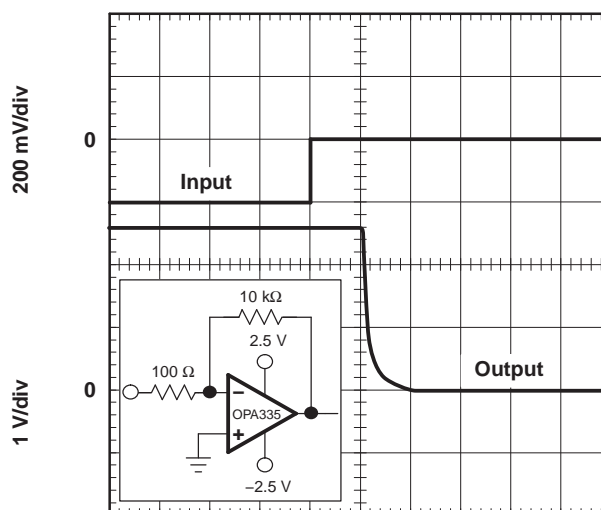 200 mV/div
0
Input
10 kΩ
2.5 V
100 Ω
−
OPA335
+
−2.5 V
Output
0
1 V/div